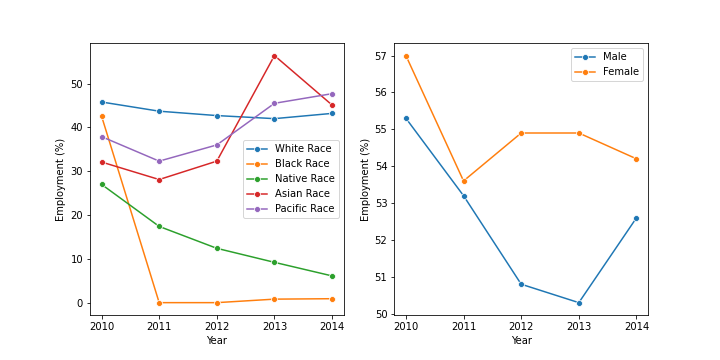 Employment (%)
50
40
30
20
10
0
2010 2011 2012 2013 2014
Year
White Race
Black Race
Native Race
Asian Race
Pacific Race
Employment (%)
57
56
55
54
53
52
51
50
2010 2011 2012 2013 2014
Year
Male
Female